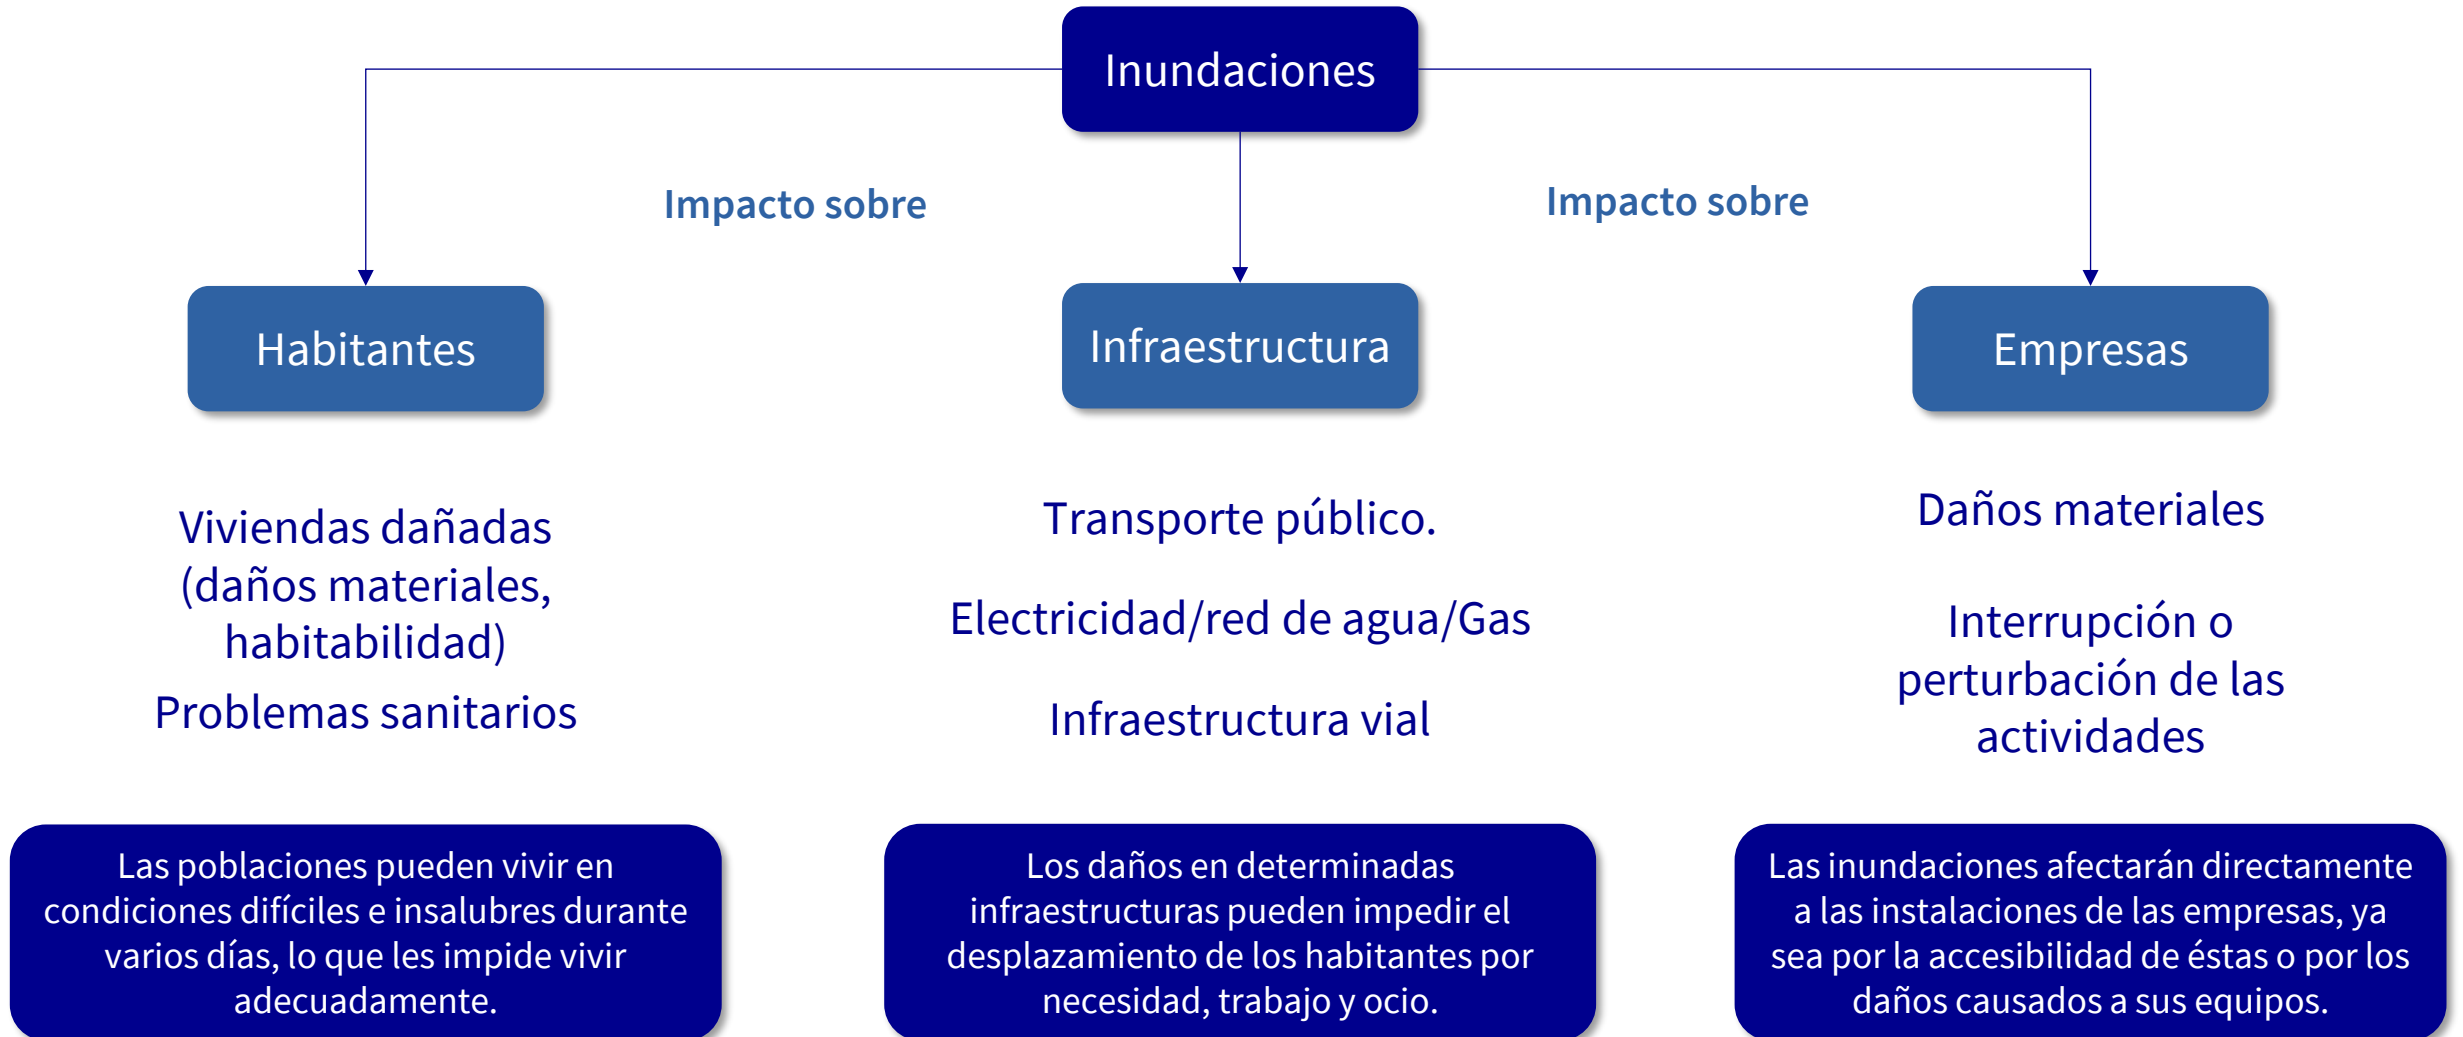 Inundaciones
Impacto sobre
Impacto sobre
Habitantes
Infraestructura
Empresas
Viviendas dañadas
(daños materiales,
habitabilidad)
Problemas sanitarios
Transporte público.
Electricidad/red de agua/Gas
Infraestructura vial
Daños materiales
Interrupción o
perturbación de las
actividades
Las poblaciones pueden vivir en
condiciones difíciles e insalubres durante
varios días, lo que les impide vivir
adecuadamente.
Los daños en determinadas
infraestructuras pueden impedir el
desplazamiento de los habitantes por
necesidad, trabajo y ocio.
Las inundaciones afectarán directamente
a las instalaciones de las empresas, ya
sea por la accesibilidad de éstas o por los
daños causados a sus equipos.